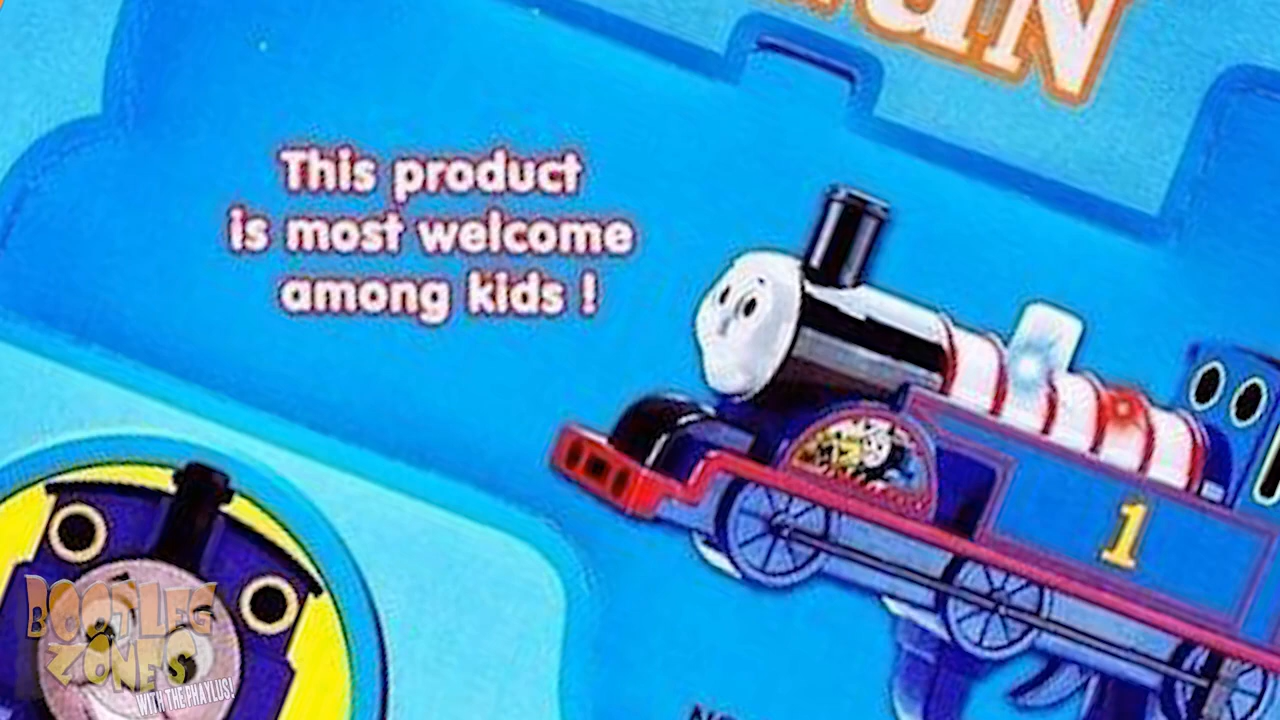 This product
is most welcome
among kids !
1
BOOTLEG
ZONES
WITH THE PHAYLUS!